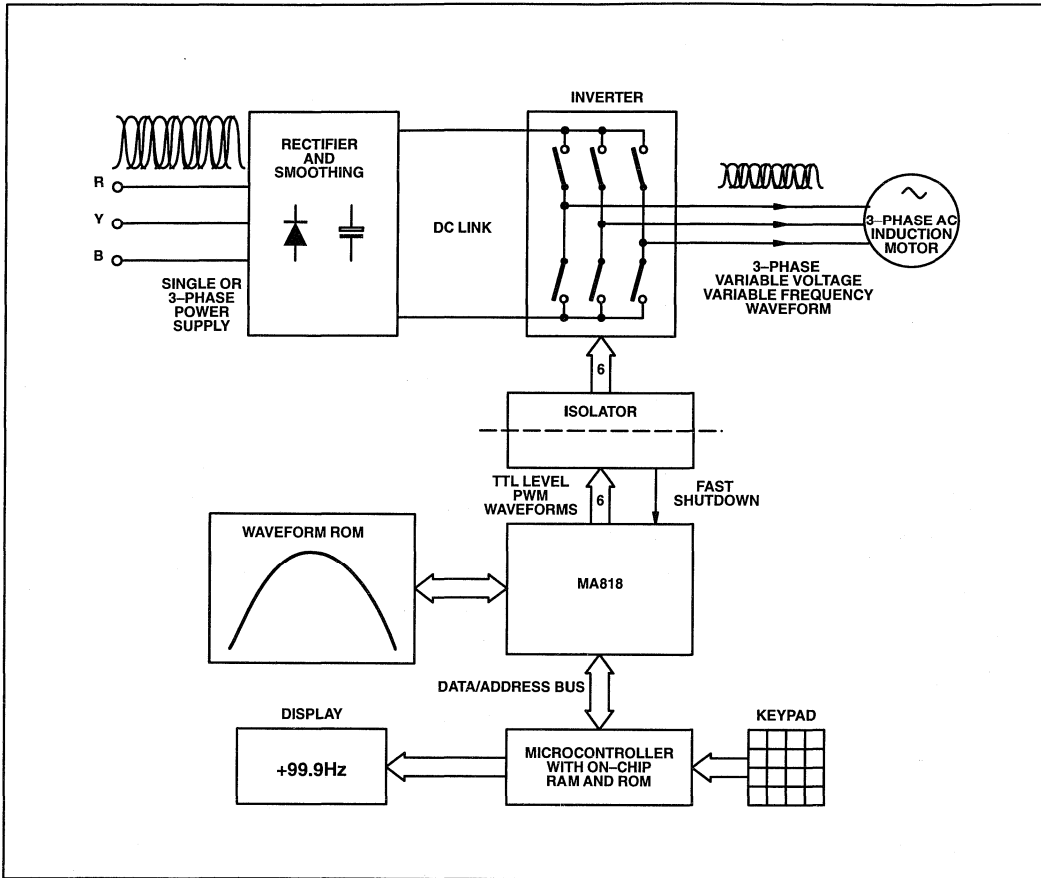 INVERTER
RECTIFIER
AND
SMOOTHING
R
Y
B
SINGLE OR
3–PHASE
POWER
SUPPLY
DC LINK
3–PHASE AC
INDUCTION
MOTOR
3–PHASE
VARIABLE VOLTAGE
VARIABLE FREQUENCY
WAVEFORM
6
ISOLATOR
TTL LEVEL
PWM
WAVEFORMS
6
FAST
SHUTDOWN
WAVEFORM ROM
MA818
DATA/ADDRESS BUS
DISPLAY
+99.9Hz
MICROCONTROLLER
WITH ON–CHIP
RAM AND ROM
KEYPAD